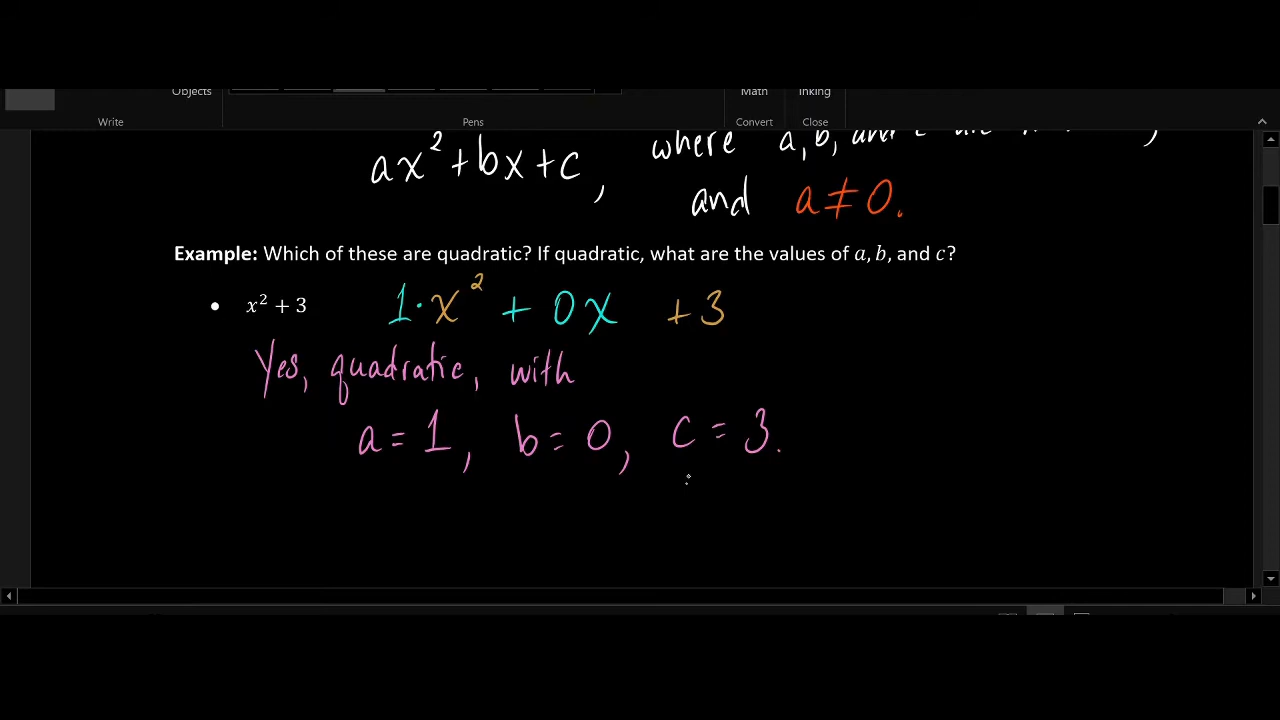 Objects
Math
Inking
Write
Pens
Convert
Close
ax² + bx + c, where a, b, and c are
and a ≠ 0.
Example: Which of these are quadratic? If quadratic, what are the values of a, b, and c?
• x² + 3 1·x² + 0x + 3
Yes, quadratic, with
a = 1, b = 0, c = 3.